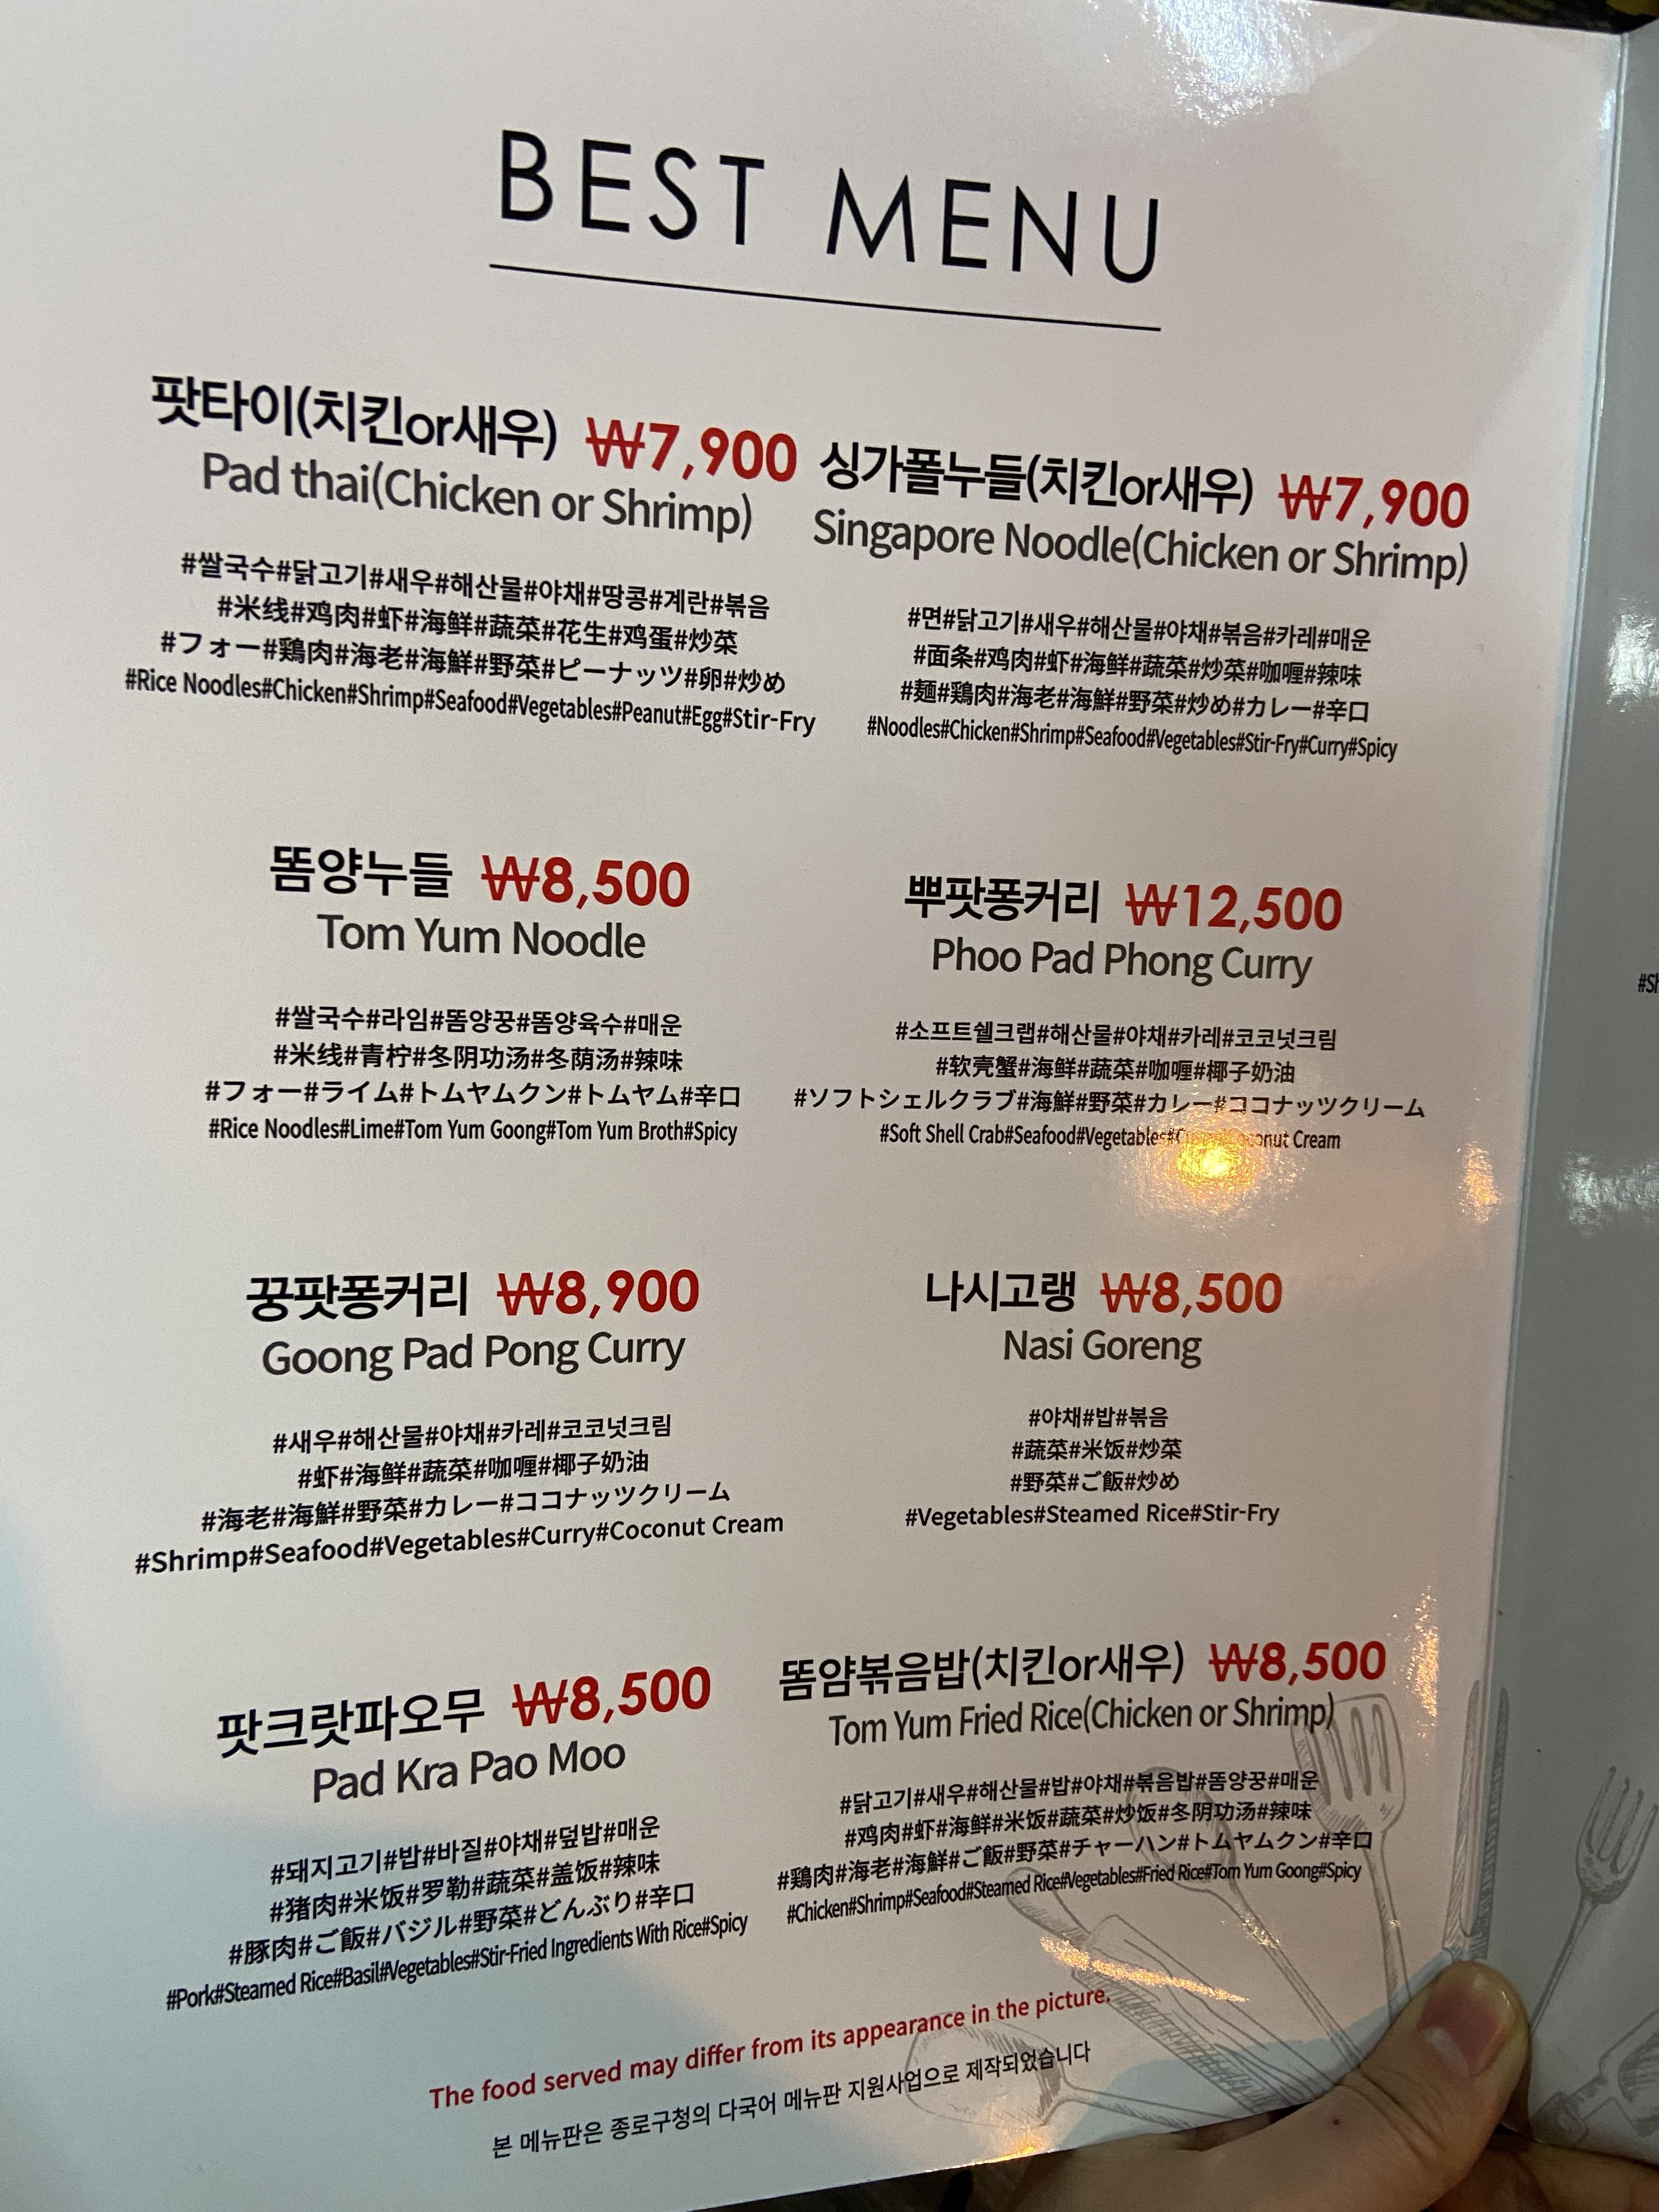 BEST MENU
팟타이(치킨or새우) ₩7,900
Pad thai(Chicken or Shrimp)
#쌀국수#닭고기#새우#해산물#야채#땅콩#계란#볶음
#米线#鸡肉#虾#海鲜#蔬菜#花生#鸡蛋#炒菜
#フォー#鶏肉#海老#海鮮#野菜#ピーナッツ#卵#炒め
#Rice Noodles#Chicken#Shrimp#Seafood#Vegetables#Peanut#Egg#Stir-Fry
싱가폴누들(치킨or새우) ₩7,900
Singapore Noodle(Chicken or Shrimp)
#면#닭고기#새우#해산물#야채#볶음#카레#매운
#面条#鸡肉#虾#海鲜#蔬菜#炒菜#咖喱#辣味
#麺#鶏肉#海老#海鮮#野菜#炒め#カレー#辛口
#Noodles#Chicken#Shrimp#Seafood#Vegetables#Stir-Fry#Curry#Spicy
똠양누들 ₩8,500
Tom Yum Noodle
#쌀국수#라임#똠양꿍#똠양육수#매운
#米线#青柠#冬阴功汤#冬荫汤#辣味
#フォー#ライム#トムヤムクン#トムヤム#辛口
#Rice Noodles#Lime#Tom Yum Goong#Tom Yum Broth#Spicy
뿌팟퐁커리 ₩12,500
Phoo Pad Phong Curry
#소프트쉘크랩#해산물#야채#카레#코코넛크림
#软壳蟹#海鲜#蔬菜#咖喱#椰子奶油
#ソフトシェルクラブ#海鮮#野菜#カレー#ココナッツクリーム
#Soft Shell Crab#Seafood#Vegetables# Cream
꿍팟퐁커리 ₩8,900
Goong Pad Pong Curry
#새우#해산물#야채#카레#코코넛크림
#虾#海鲜#蔬菜#咖喱#椰子奶油
#海老#海鮮#野菜#カレー#ココナッツクリーム
#Shrimp#Seafood#Vegetables#Curry#Coconut Cream
나시고랭 ₩8,500
Nasi Goreng
#야채#밥#볶음
#蔬菜#米饭#炒菜
#野菜#ご飯#炒め
#Vegetables#Steamed Rice#Stir-Fry
팟크랏파오무 ₩8,500
Pad Kra Pao Moo
#돼지고기#밥#바질#야채#덮밥#매운
#猪肉#米饭#罗勒#蔬菜#盖饭#辣味
#豚肉#ご飯#バジル#野菜#どんぶり#辛口
#Pork#Steamed Rice#Basil#Vegetables#Stir-Fried Ingredients With Rice#Spicy
똠얌볶음밥(치킨or새우) ₩8,500
Tom Yum Fried Rice(Chicken or Shrimp)
#닭고기#새우#해산물#밥#야채#볶음밥#똠양꿍#매운
#鸡肉#虾#海鲜#米饭#蔬菜#炒饭#冬阴功汤#辣味
#鶏肉#海老#海鮮#ご飯#野菜#チャーハン#トムヤムクン#辛口
#Chicken#Shrimp#Seafood#Steamed Rice#Vegetables#Fried Rice#Tom Yum Goong#Spicy
The food served may differ from its appearance in the picture.
본 메뉴판은 종로구청의 다국어 메뉴판 지원사업으로 제작되었습니다